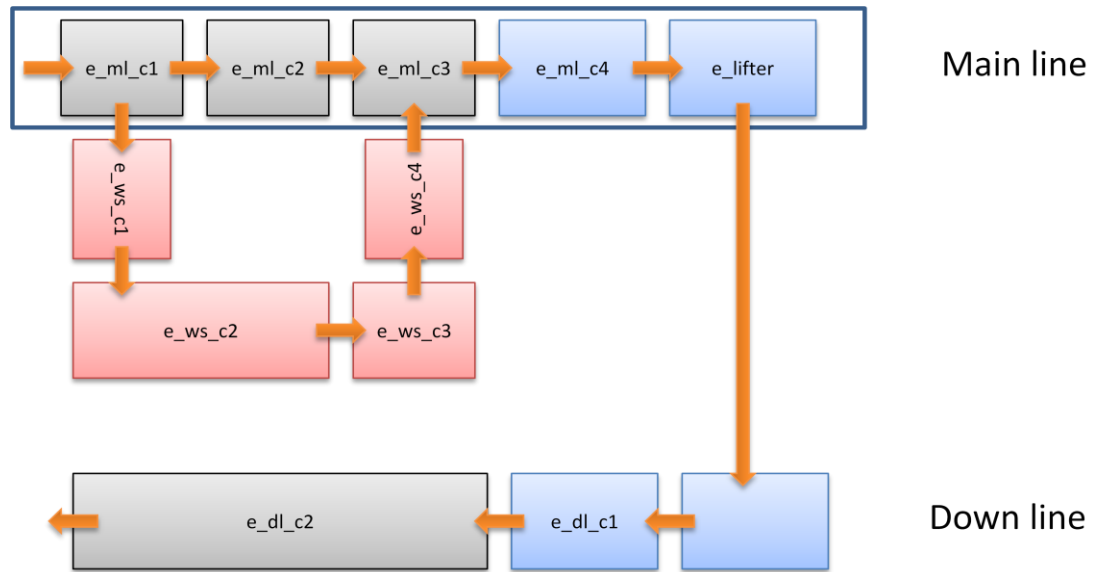 e_ml_c1
e_ml_c2
e_ml_c3
e_ml_c4
e_lifter
Main line
e_ws_c1
e_ws_c4
e_ws_c2
e_ws_c3
e_dl_c2
e_dl_c1
Down line